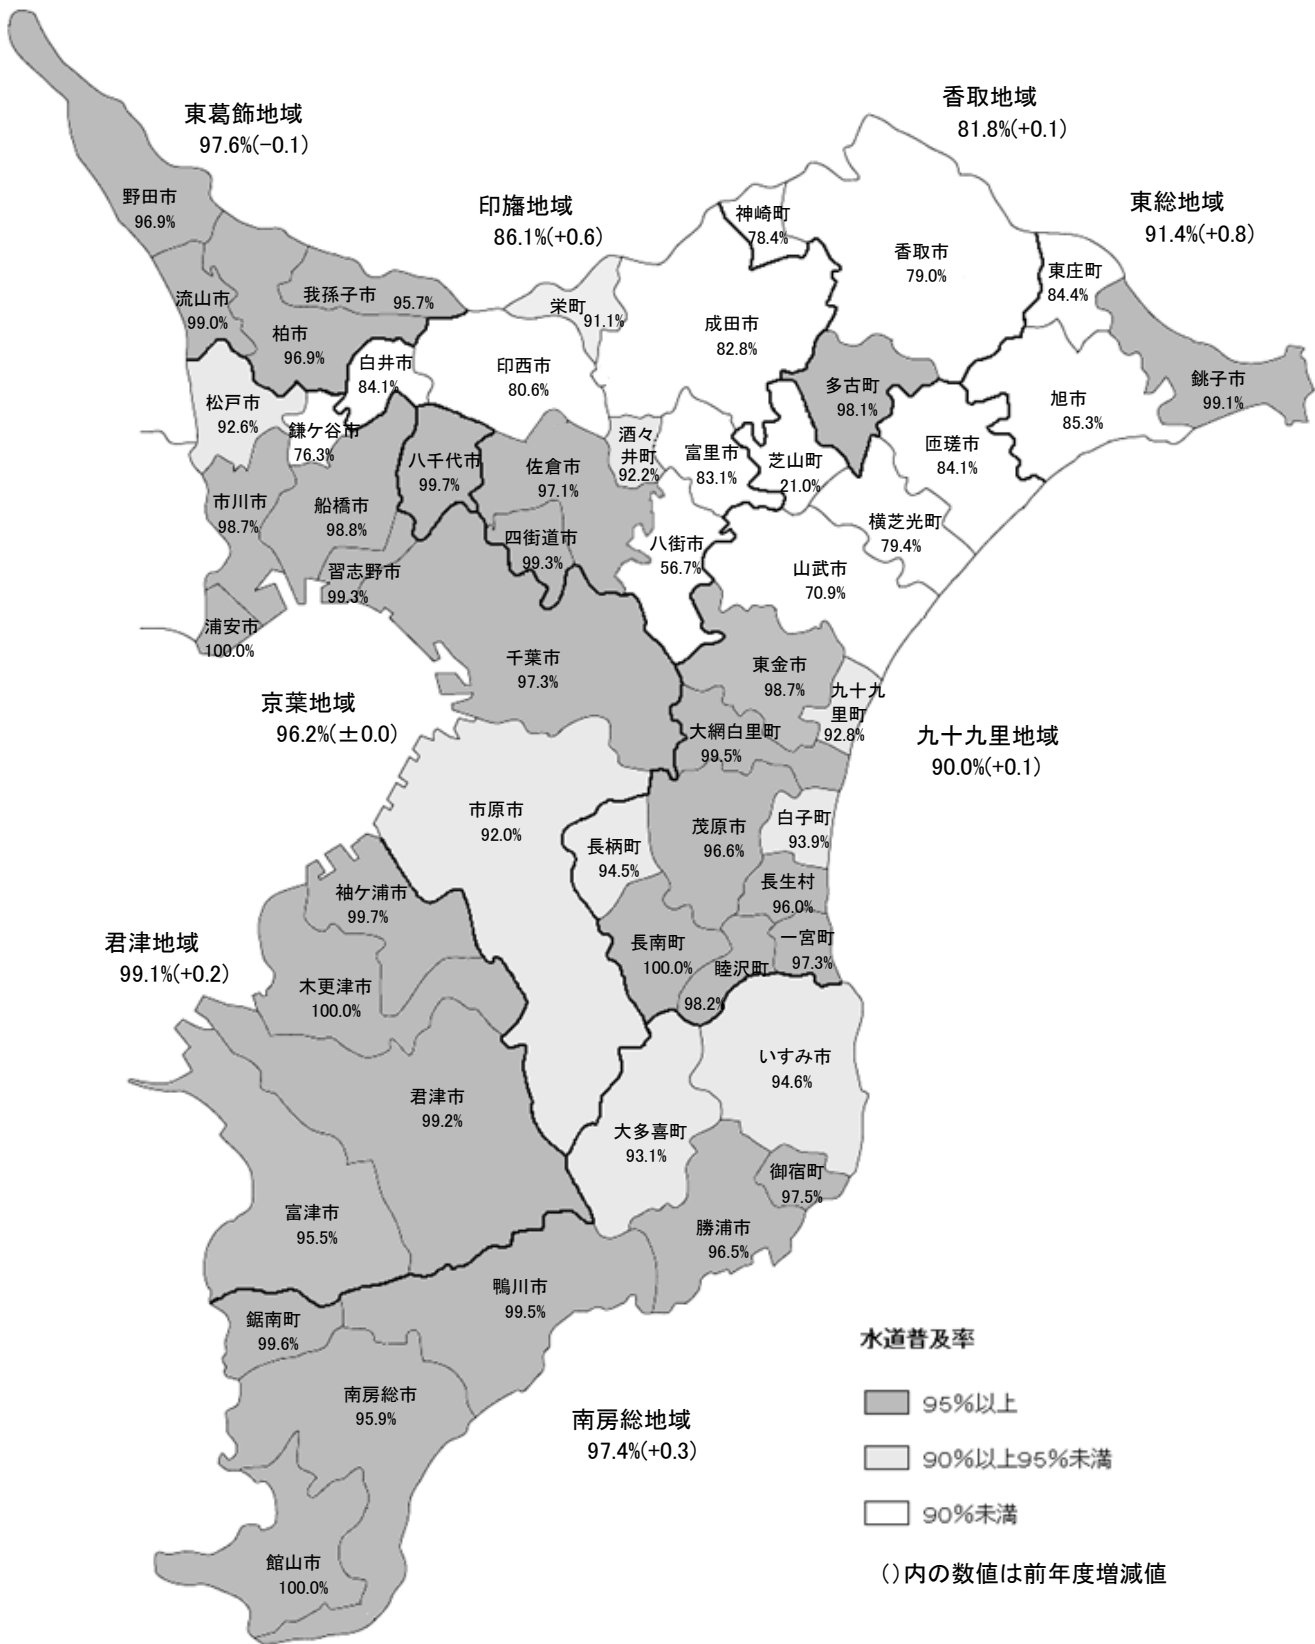 東葛飾地域
97.6%(−0.1)
香取地域
81.8%(+0.1)
印旛地域
86.1%(+0.6)
東総地域
91.4%(+0.8)
野田市
96.9%
神崎町
78.4%
香取市
79.0%
東庄町
84.4%
流山市
99.0%
我孫子市
95.7%
栄町
91.1%
柏市
96.9%
成田市
82.8%
白井市
84.1%
印西市
80.6%
多古町
98.1%
銚子市
99.1%
旭市
85.3%
松戸市
92.6%
鎌ケ谷市
76.3%
八千代市
99.7%
佐倉市
97.1%
酒々
井町
92.2%
富里市
83.1%
芝山町
21.0%
匝瑳市
84.1%
市川市
98.7%
船橋市
98.8%
四街道市
99.3%
八街市
56.7%
横芝光町
79.4%
習志野市
99.3%
山武市
70.9%
浦安市
100.0%
千葉市
97.3%
東金市
98.7%
九十九
里町
92.8%
京葉地域
96.2%(±0.0)
大網白里町
99.5%
九十九里地域
90.0%(+0.1)
市原市
92.0%
長柄町
94.5%
茂原市
96.6%
白子町
93.9%
袖ケ浦市
99.7%
長生村
96.0%
君津地域
99.1%(+0.2)
長南町
100.0%
睦沢町
98.2%
一宮町
97.3%
木更津市
100.0%
いすみ市
94.6%
君津市
99.2%
大多喜町
93.1%
御宿町
97.5%
富津市
95.5%
勝浦市
96.5%
鴨川市
99.5%
鋸南町
99.6%
南房総市
95.9%
南房総地域
97.4%(+0.3)
館山市
100.0%
水道普及率
95%以上
90%以上95%未満
90%未満
()内の数値は前年度増減値